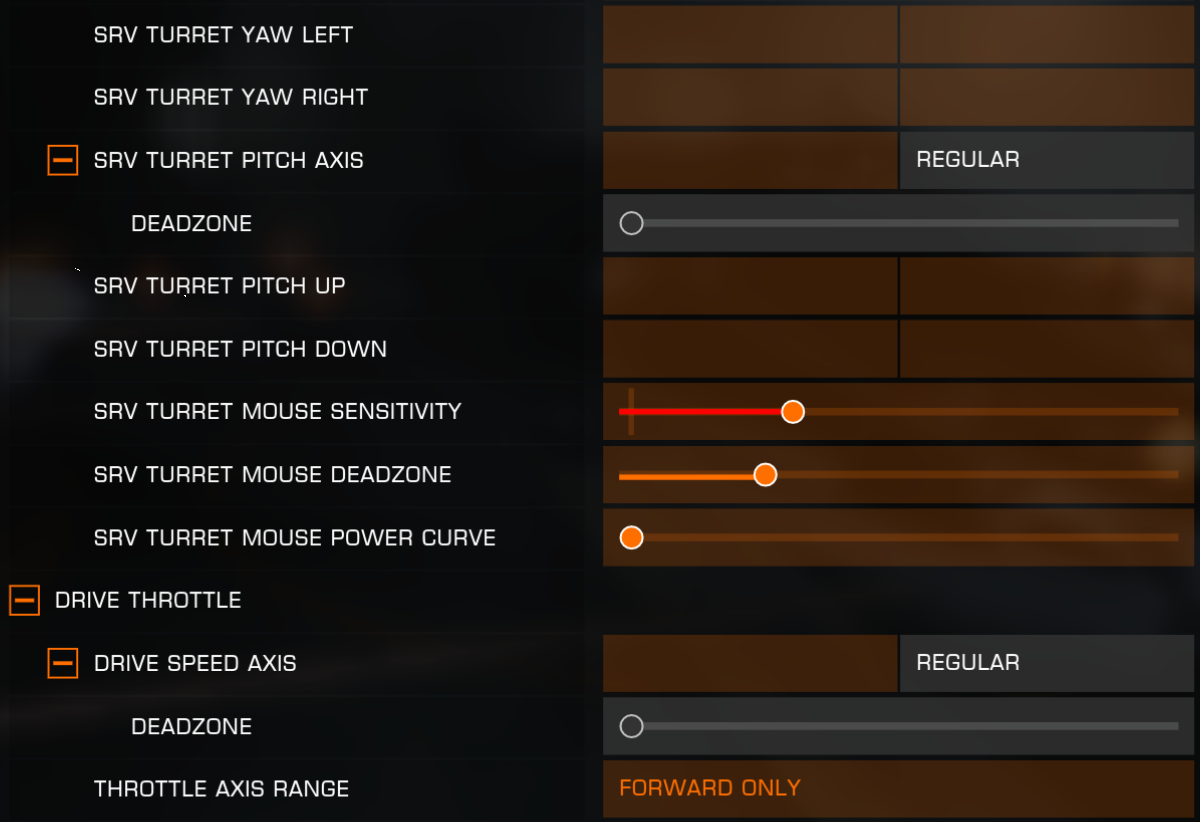 SRV TURRET YAW LEFT
SRV TURRET YAW RIGHT
SRV TURRET PITCH AXIS REGULAR
DEADZONE
SRV TURRET PITCH UP
SRV TURRET PITCH DOWN
SRV TURRET MOUSE SENSITIVITY
SRV TURRET MOUSE DEADZONE
SRV TURRET MOUSE POWER CURVE
DRIVE THROTTLE
DRIVE SPEED AXIS REGULAR
DEADZONE
THROTTLE AXIS RANGE FORWARD ONLY